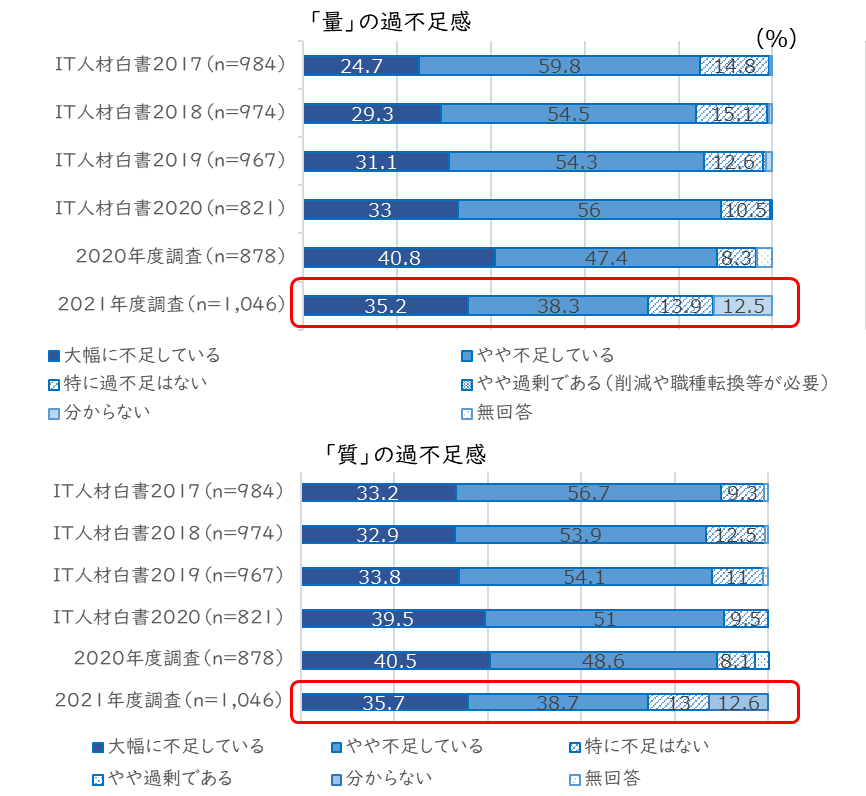 「量」の過不足感
(%)
IT人材白書2017(n=984) 24.7 59.8 14.8
IT人材白書2018(n=974) 29.3 54.5 15.1
IT人材白書2019(n=967) 31.1 54.3 12.6
IT人材白書2020(n=821) 33 56 10.5
2020年度調査(n=878) 40.8 47.4 8.3
2021年度調査(n=1,046) 35.2 38.3 13.9 12.5
大幅に不足している やや不足している
特に過不足はない やや過剰である(削減や職種転換等が必要)
分からない 無回答
「質」の過不足感
IT人材白書2017(n=984) 33.2 56.7 9.3
IT人材白書2018(n=974) 32.9 53.9 12.5
IT人材白書2019(n=967) 33.8 54.1 11
IT人材白書2020(n=821) 39.5 51 9.5
2020年度調査(n=878) 40.5 48.6 8.1
2021年度調査(n=1,046) 35.7 38.7 13 12.6
大幅に不足している やや不足している 特に不足はない
やや過剰である 分からない 無回答